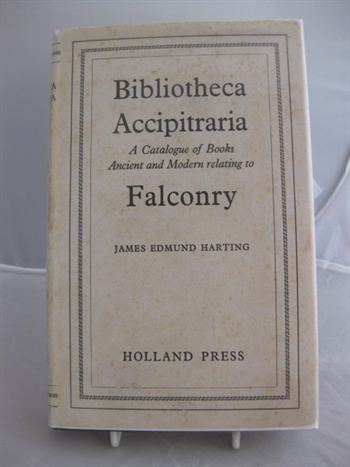 Bibliotheca
Accipitraria
A Catalogue of Books
Ancient and Modern relating to
Falconry
JAMES EDMUND HARTING
HOLLAND PRESS